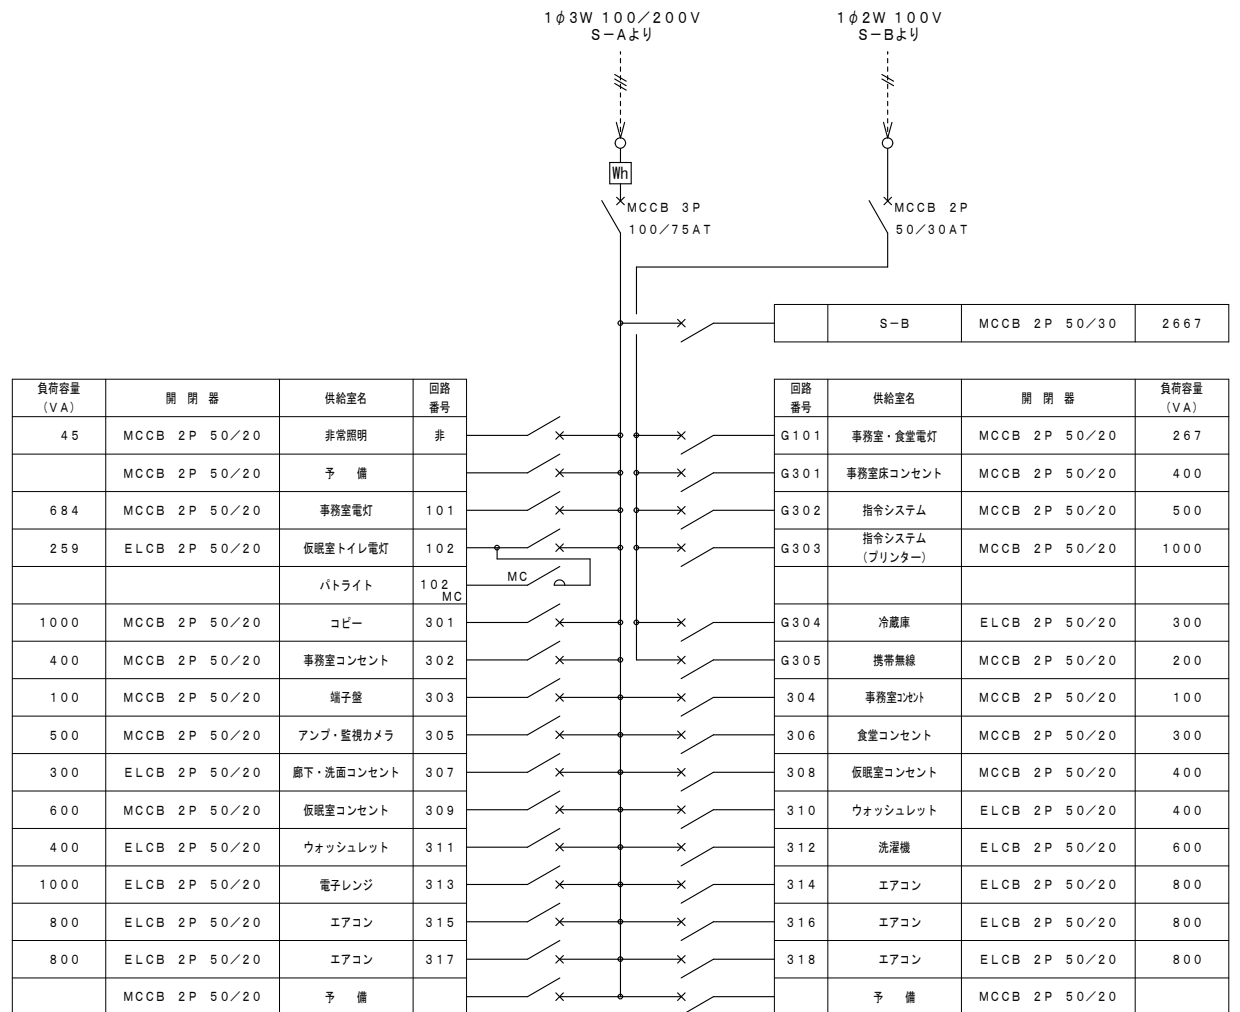 1φ3W 100/200V
S-Aより
1φ2W 100V
S-Bより
Wh
MCCB 3P
100/75AT
MCCB 2P
50/30AT
S-B MCCB 2P 50/30 2667
負荷容量
(VA)
開閉器
供給室名
回路
番号
45 MCCB 2P 50/20 非常照明 非
MCCB 2P 50/20 予備
684 MCCB 2P 50/20 事務室電灯 101
259 ELCB 2P 50/20 仮眠室トイレ電灯 102
パトライト 102
MC
MC
1000 MCCB 2P 50/20 コピー 301
400 MCCB 2P 50/20 事務室コンセント 302
100 MCCB 2P 50/20 端子盤 303
500 MCCB 2P 50/20 アンプ・監視カメラ 305
300 ELCB 2P 50/20 廊下・洗面コンセント 307
600 MCCB 2P 50/20 仮眠室コンセント 309
400 ELCB 2P 50/20 ウォッシュレット 311
1000 ELCB 2P 50/20 電子レンジ 313
800 ELCB 2P 50/20 エアコン 315
800 ELCB 2P 50/20 エアコン 317
MCCB 2P 50/20 予備
回路
番号
供給室名
開閉器
負荷容量
(VA)
G101 事務室・食堂電灯 MCCB 2P 50/20 267
G301 事務室床コンセント MCCB 2P 50/20 400
G302 指令システム MCCB 2P 50/20 500
G303 指令システム
(プリンター) MCCB 2P 50/20 1000
G304 冷蔵庫 ELCB 2P 50/20 300
G305 携帯無線 MCCB 2P 50/20 200
304 事務室コンセント MCCB 2P 50/20 100
306 食堂コンセント MCCB 2P 50/20 300
308 仮眠室コンセント MCCB 2P 50/20 400
310 ウォッシュレット ELCB 2P 50/20 400
312 洗濯機 ELCB 2P 50/20 600
314 エアコン ELCB 2P 50/20 800
316 エアコン ELCB 2P 50/20 800
318 エアコン ELCB 2P 50/20 800
予備 MCCB 2P 50/20